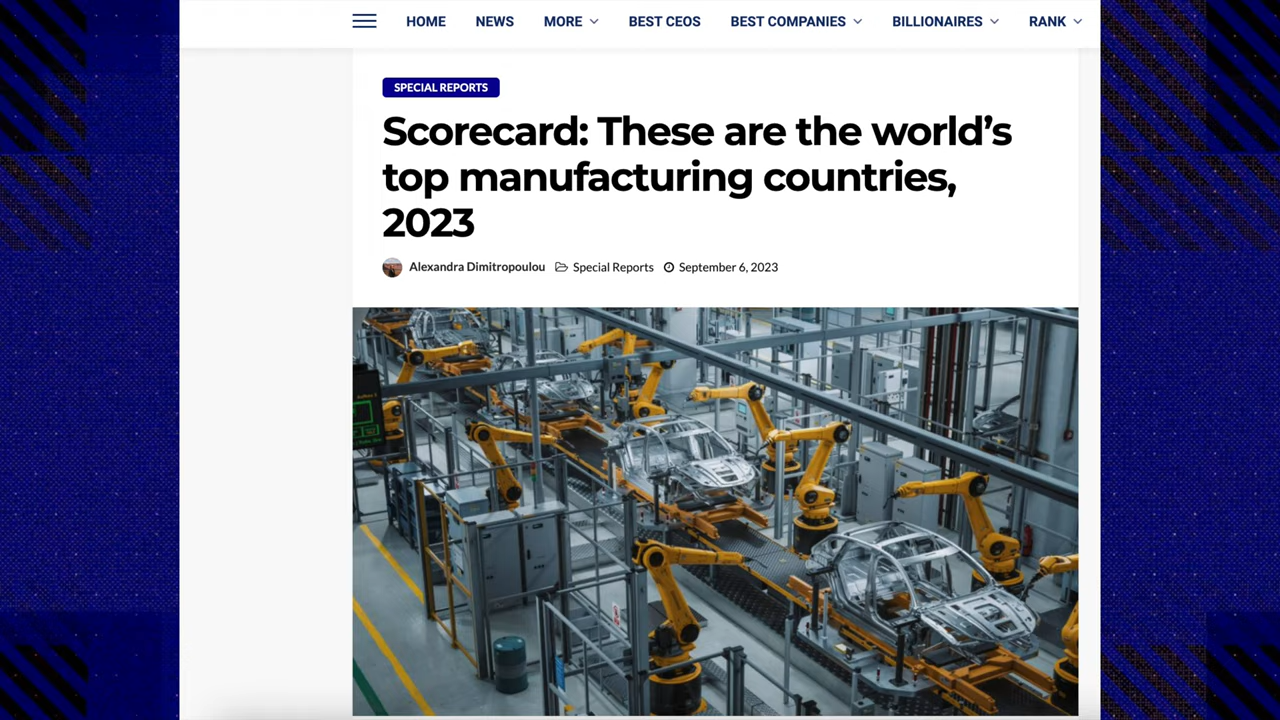 HOME NEWS MORE BEST CEOS BEST COMPANIES BILLIONAIRES RANK
SPECIAL REPORTS
Scorecard: These are the world’s
top manufacturing countries,
2023
Alexandra Dimitropoulou Special Reports September 6, 2023